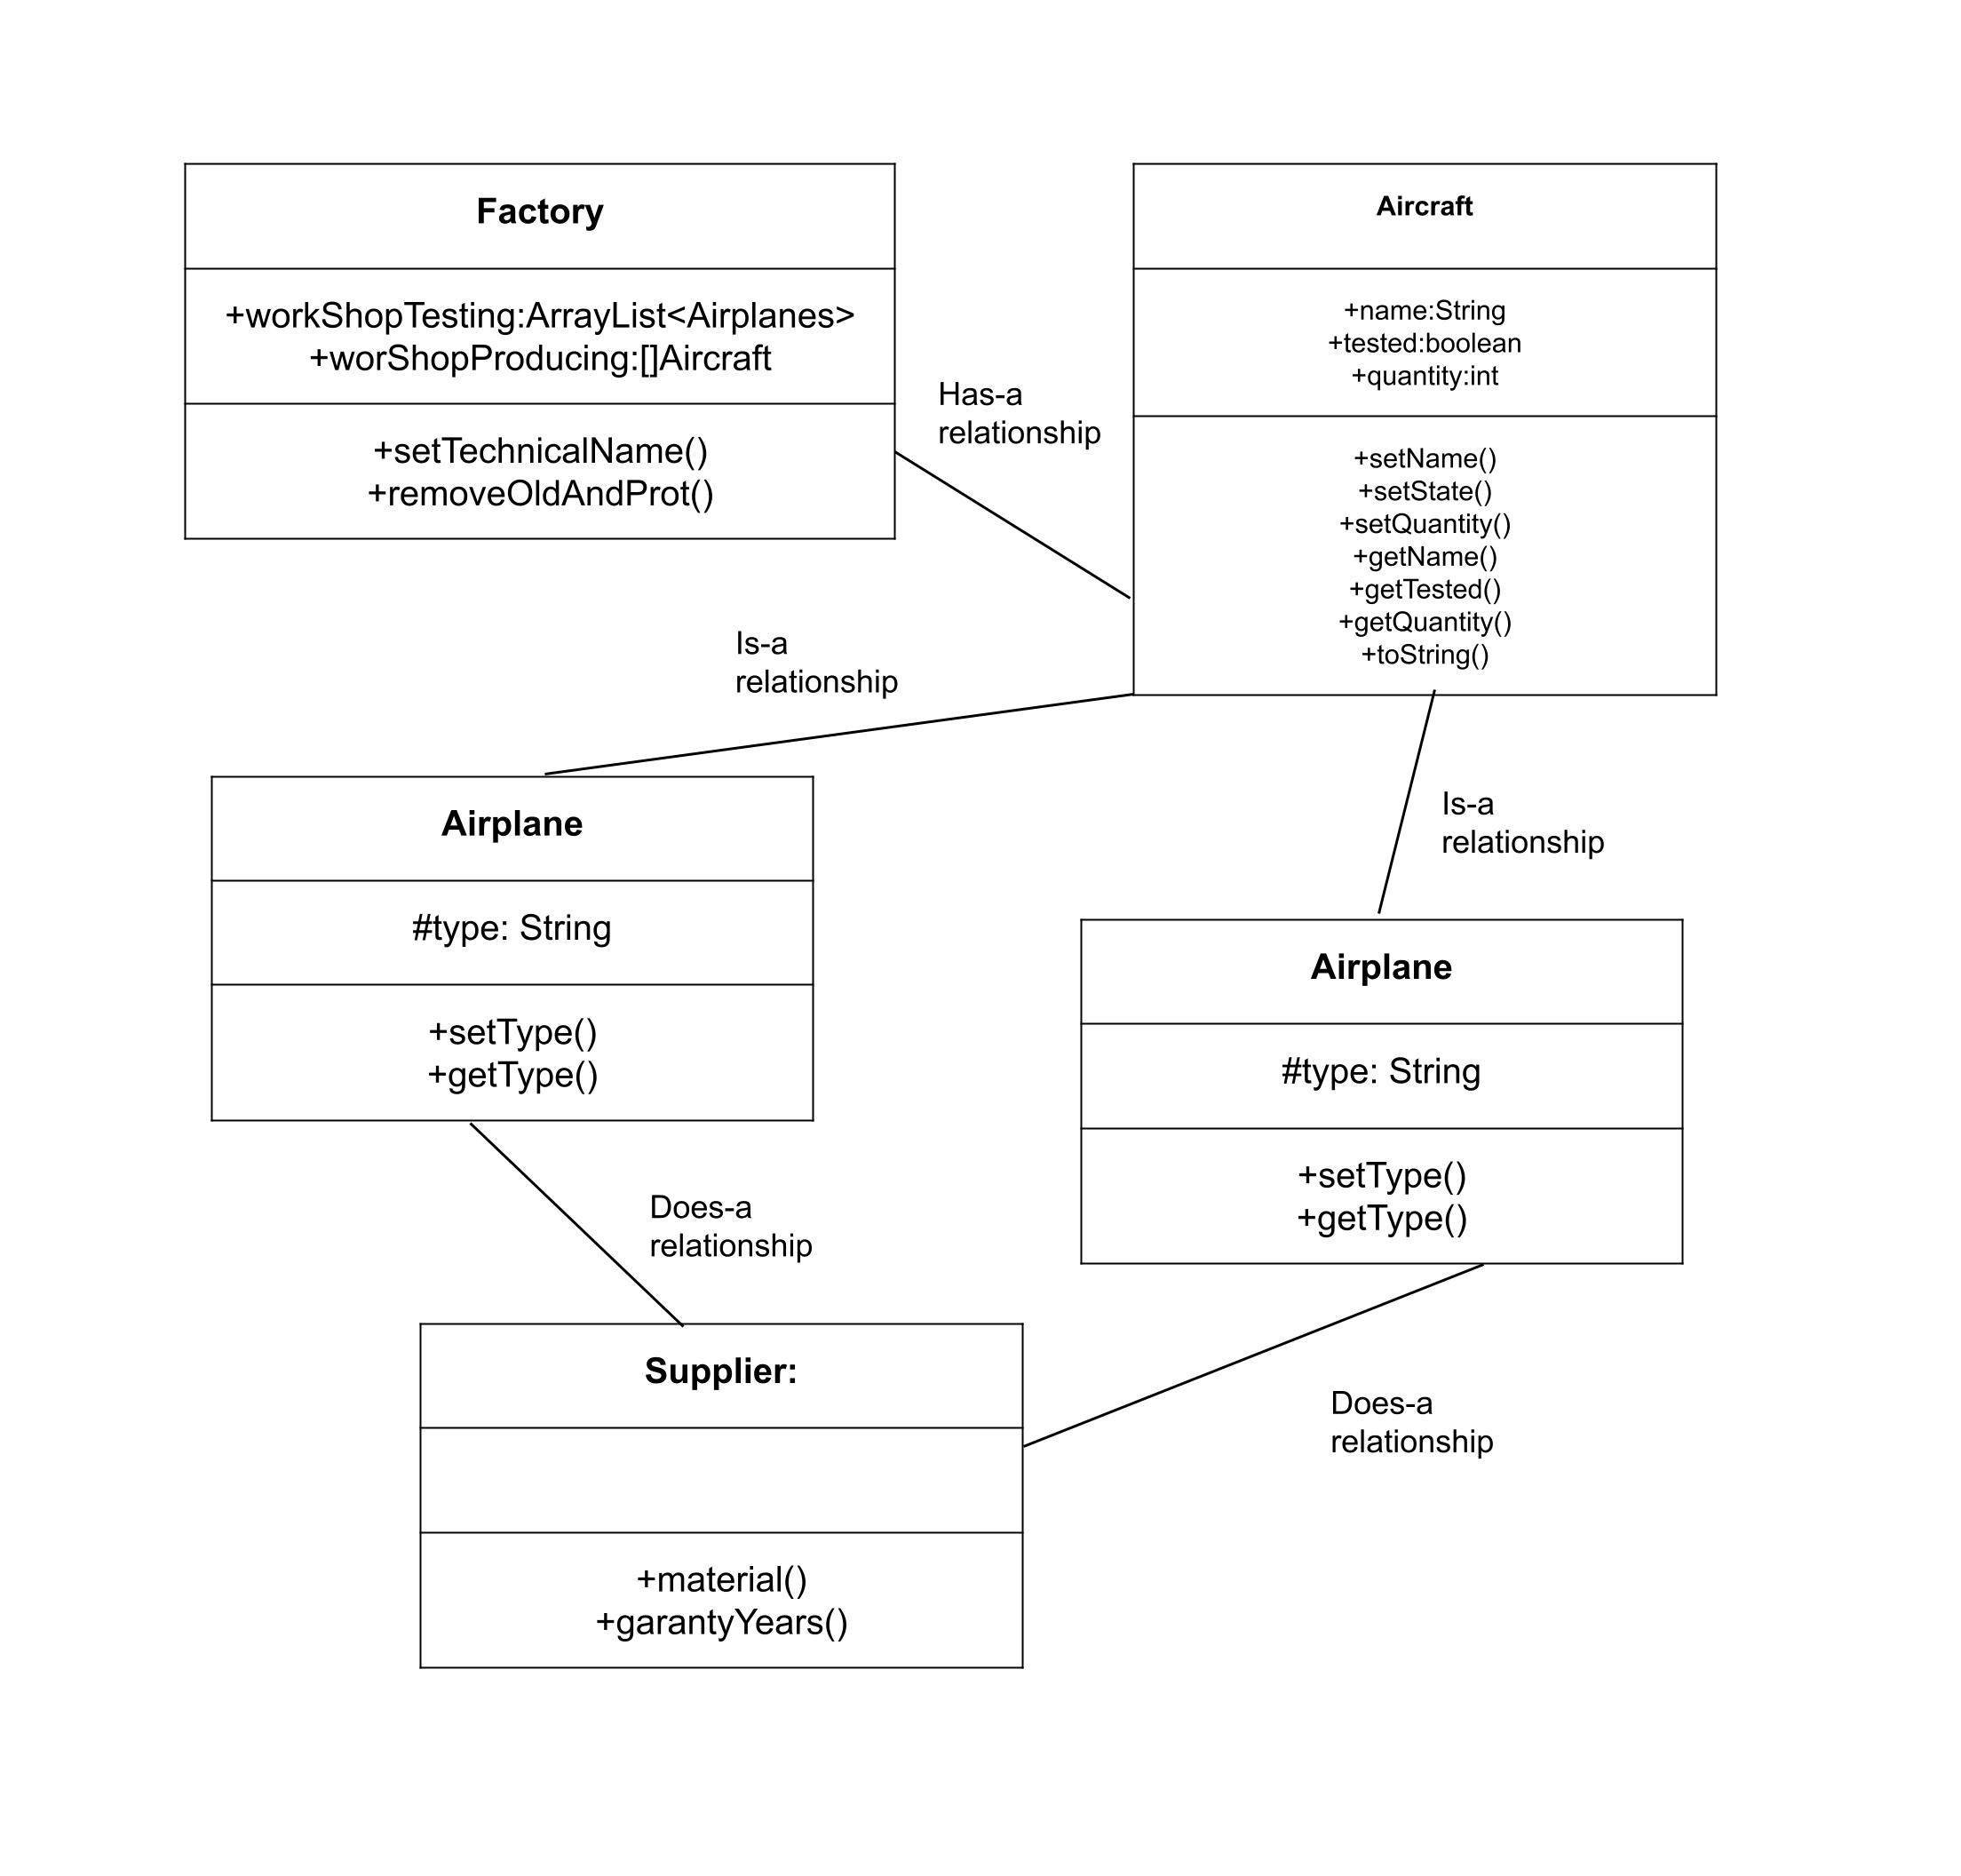 Factory
+workShopTesting:ArrayList<Airplanes>
+worShopProducing:[]Aircraft
+setTechnicalName()
+removeOldAndProt()
Has-a
relationship
Aircraft
+name:String
+tested:boolean
+quantity:int
+setName()
+setState()
+setQuantity()
+getName()
+getTested()
+getQuantity()
+toString()
Is-a
relationship
Is-a
relationship
Airplane
#type: String
+setType()
+getType()
Airplane
#type: String
+setType()
+getType()
Does-a
relationship
Does-a
relationship
Supplier:
+material()
+garantyYears()